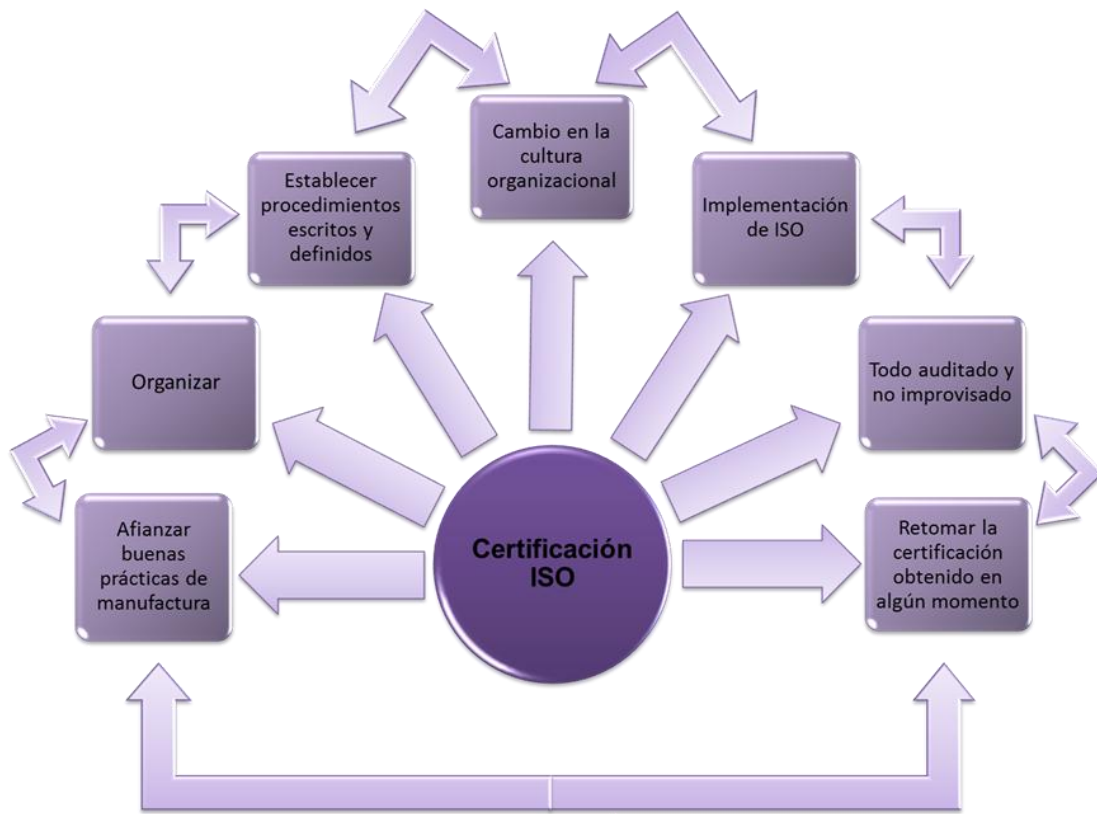 Cambio en la
cultura
organizacional
Establecer
procedimientos
escritos y
definidos
Implementación
de ISO
Organizar
Todo auditado y
no improvisado
Afianzar
buenas
prácticas de
manufactura
Certificación
ISO
Retomar la
certificación
obtenido en
algún momento